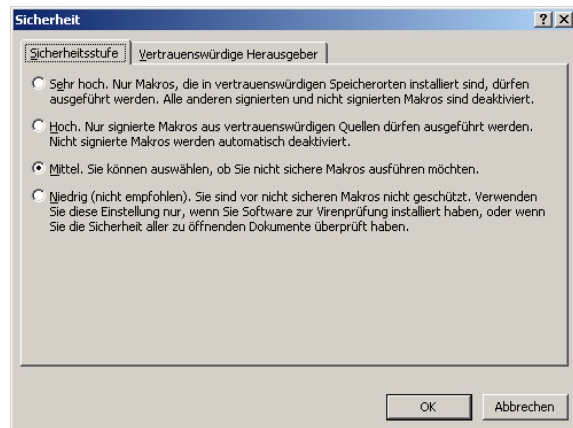 Sicherheit
Sicherheitsstufe Vertrauenswürdige Herausgeber
Sehr hoch. Nur Makros, die in vertrauenswürdigen Speicherorten installiert sind, dürfen
ausgeführt werden. Alle anderen signierten und nicht signierten Makros sind deaktiviert.
Hoch. Nur signierte Makros aus vertrauenswürdigen Quellen dürfen ausgeführt werden.
Nicht signierte Makros werden automatisch deaktiviert.
Mittel. Sie können auswählen, ob Sie nicht sichere Makros ausführen möchten.
Niedrig (nicht empfohlen). Sie sind vor nicht sicheren Makros nicht geschützt. Verwenden
Sie diese Einstellung nur, wenn Sie Software zur Virenprüfung installiert haben, oder wenn
Sie die Sicherheit aller zu öffnenden Dokumente überprüft haben.
OK Abbrechen